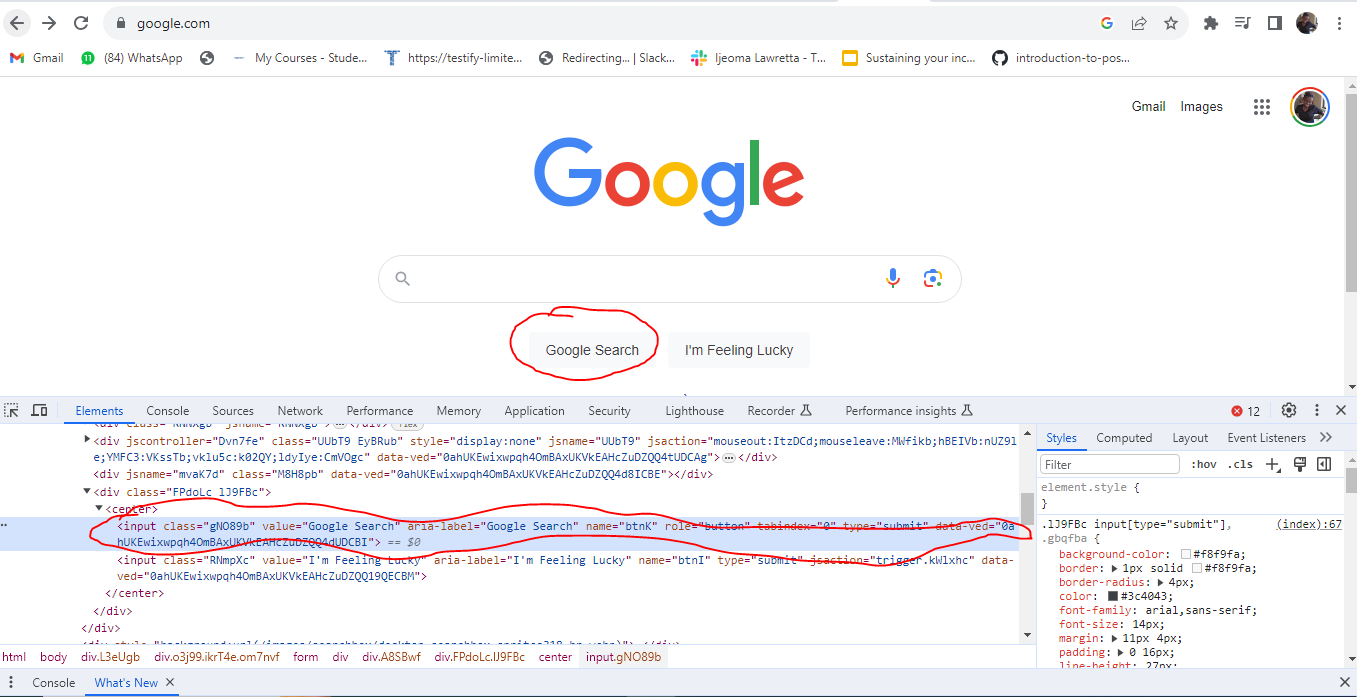 google.com
Gmail (84) WhatsApp My Courses - Stude... https://testify-limite... Redirecting... | Slack... Ijeoma Lawretta - T... Sustaining your inc... introduction-to-pos...
Gmail Images
Google
Google Search I'm Feeling Lucky
Elements Console Sources Network Performance Memory Application Security Lighthouse Recorder Performance insights 12
<div jscontroller="Dvn7fe" class="UUbT9 EyBRub" style="display:none" jsname="UUbT9" jsaction="mouseout:ItzDCd;mouseleave:MWfikb;hBEIVb:nUZ9l
e;YMFC3:VKssTb;vklu5c:k02QY;ldyIye:CmVOgc" data-ved="0ahUKEwixwpqh4OmBAxUKVkEAHcZuDZQQ4tUDCAg">…</div>
<div jsname="mvaK7d" class="M8H8pb" data-ved="0ahUKEwixwpqh4OmBAxUKVkEAHcZuDZQQ4d8ICBE"></div>
<div class="FPdoLc lJ9FBc">
<center>
<input class="gNO89b" value="Google Search" aria-label="Google Search" name="btnK" role="button" tabindex="0" type="submit" data-ved="0a
hUKEwixwpqh4OmBAxUKVkEAHcZuDZQQ4dUDCBI"> == $0
<input class="RNmpXc" value="I'm Feeling Lucky" aria-label="I'm Feeling Lucky" name="btnI" type="submit" jsaction="trigger.kWlxhc" data-
ved="0ahUKEwixwpqh4OmBAxUKVkEAHcZuDZQQ19QECBM">
</center>
</div>
</div>
html body div.L3eUgb div.o3j99.ikrT4e.om7nvf form div div.A8SBwf div.FPdoLc.lJ9FBc center input.gNO89b
Styles Computed Layout Event Listeners
Filter :hov .cls
element.style {
}
.lJ9FBc input[type="submit"], (index):67
.gbqfba {
background-color: #f8f9fa;
border: 1px solid #f8f9fa;
border-radius: 4px;
color: #3c4043;
font-family: arial,sans-serif;
font-size: 14px;
margin: 11px 4px;
padding: 0 16px;
line-height: 27px;
Console What's New